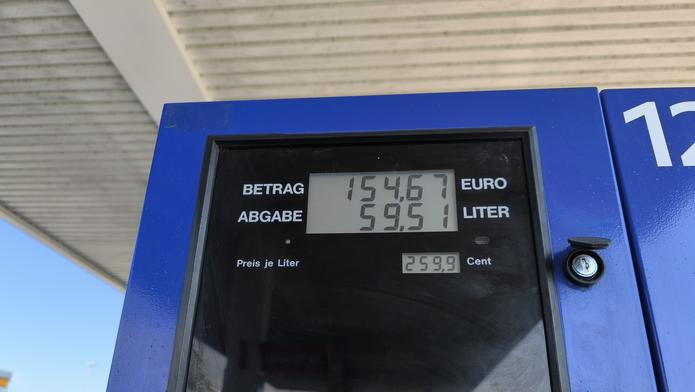 12
BETRAG 154,67 EURO
ABGABE 59,51 LITER
Preis je Liter 259,9 Cent